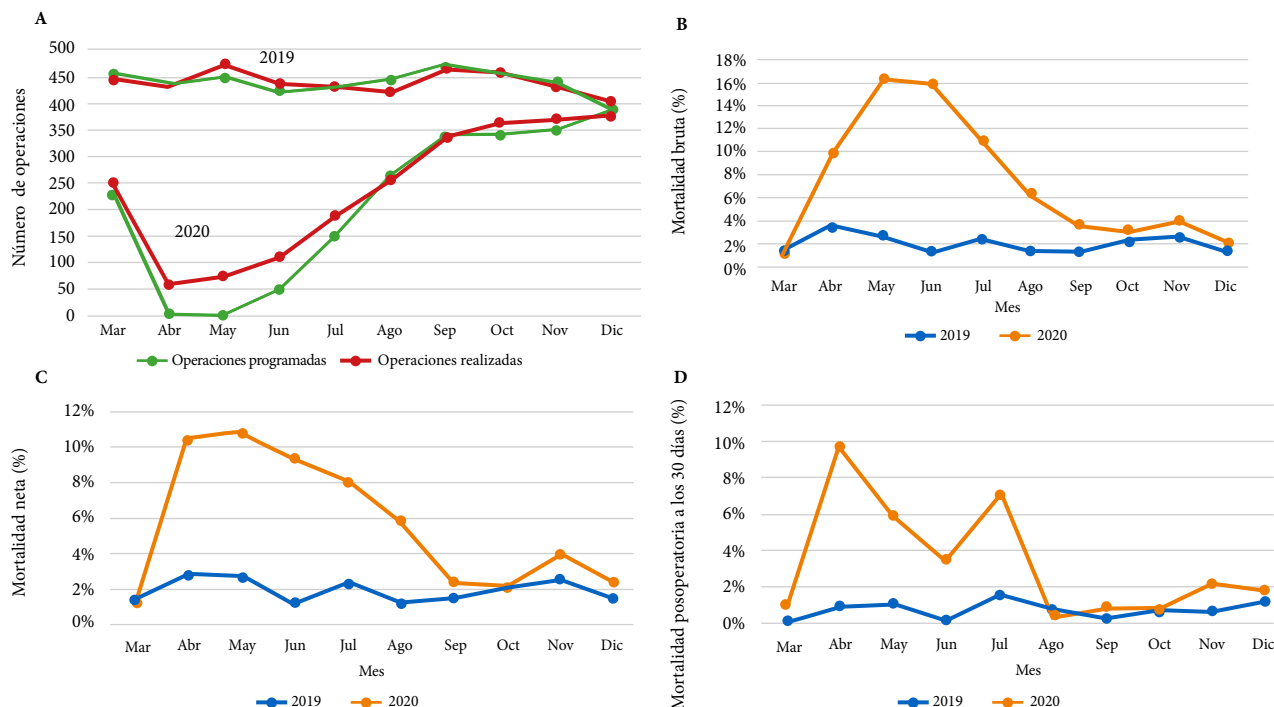 A
Número de operaciones
500
450
400
350
300
250
200
150
100
50
0
2019
2020
Mar Abr May Jun Jul Ago Sep Oct Nov Dic
Operaciones programadas Operaciones realizadas
B
Mortalidad bruta (%)
18%
16%
14%
12%
10%
8%
6%
4%
2%
0%
Mar Abr May Jun Jul Ago Sep Oct Nov Dic
Mes
2019 2020
C
Mortalidad neta (%)
12%
10%
8%
6%
4%
2%
0%
Mar Abr May Jun Jul Ago Sep Oct Nov Dic
Mes
2019 2020
D
Mortalidad posoperatoria a los 30 días (%)
12%
10%
8%
6%
4%
2%
0%
Mar Abr May Jun Jul Ago Sep Oct Nov Dic
Mes
2019 2020